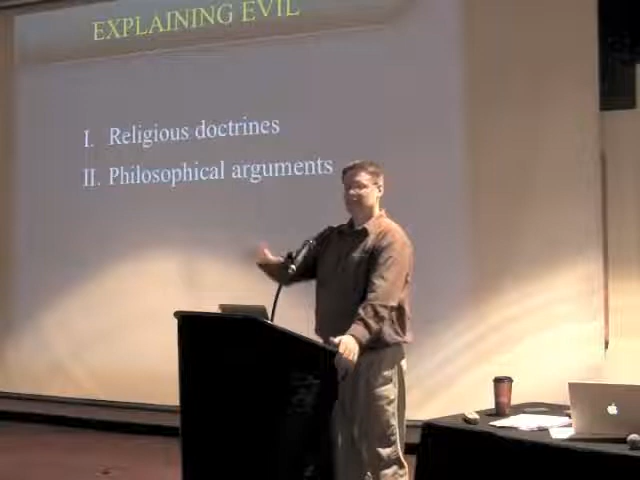 EXPLAINING EVIL
I. Religious doctrines
II. Philosophical arguments